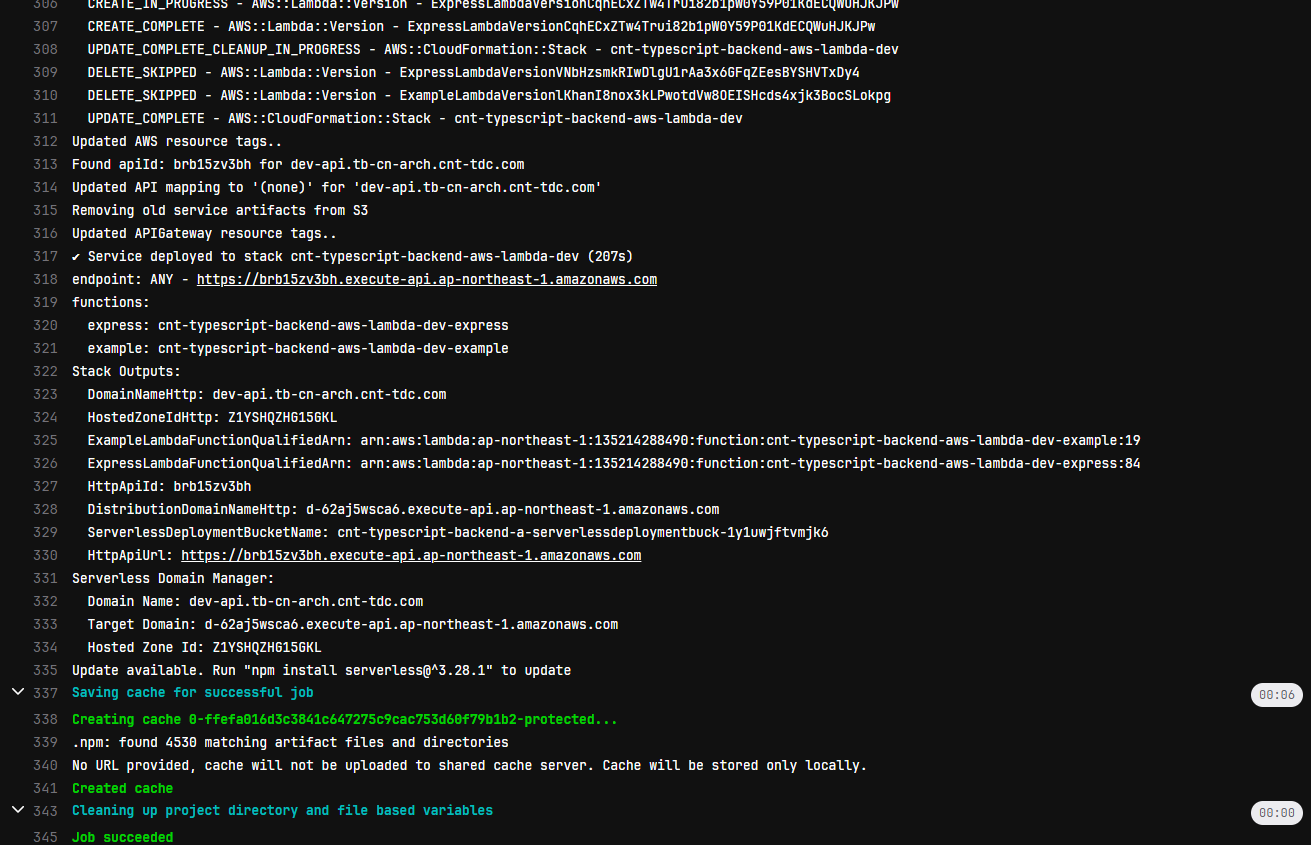 306 CREATE_IN_PROGRESS - AWS::Lambda::Version - ExpressLambdaVersionCqhECxZTw4Trui82b1pW0Y59P01KdECQWUHJKJPw
307 CREATE_COMPLETE - AWS::Lambda::Version - ExpressLambdaVersionCqhECxZTw4Trui82b1pW0Y59P01KdECQWUHJKJPw
308 UPDATE_COMPLETE_CLEANUP_IN_PROGRESS - AWS::CloudFormation::Stack - cnt-typescript-backend-aws-lambda-dev
309 DELETE_SKIPPED - AWS::Lambda::Version - ExpressLambdaVersionVNbHzsmkRIwDlgU1rAa3x6GFqZEesBYSHVTxDy4
310 DELETE_SKIPPED - AWS::Lambda::Version - ExampleLambdaVersionlKhanI8nox3kLPwotdVw8OEISHcds4xjk3BocSLokpg
311 UPDATE_COMPLETE - AWS::CloudFormation::Stack - cnt-typescript-backend-aws-lambda-dev
312 Updated AWS resource tags..
313 Found apiId: brb15zv3bh for dev-api.tb-cn-arch.cnt-tdc.com
314 Updated API mapping to '(none)' for 'dev-api.tb-cn-arch.cnt-tdc.com'
315 Removing old service artifacts from S3
316 Updated APIGateway resource tags..
317 ✔ Service deployed to stack cnt-typescript-backend-aws-lambda-dev (207s)
318 endpoint: ANY - https://brb15zv3bh.execute-api.ap-northeast-1.amazonaws.com
319 functions:
320 express: cnt-typescript-backend-aws-lambda-dev-express
321 example: cnt-typescript-backend-aws-lambda-dev-example
322 Stack Outputs:
323 DomainNameHttp: dev-api.tb-cn-arch.cnt-tdc.com
324 HostedZoneIdHttp: Z1YSHQZHG15GKL
325 ExampleLambdaFunctionQualifiedArn: arn:aws:lambda:ap-northeast-1:135214288490:function:cnt-typescript-backend-aws-lambda-dev-example:19
326 ExpressLambdaFunctionQualifiedArn: arn:aws:lambda:ap-northeast-1:135214288490:function:cnt-typescript-backend-aws-lambda-dev-express:84
327 HttpApiId: brb15zv3bh
328 DistributionDomainNameHttp: d-62aj5wsca6.execute-api.ap-northeast-1.amazonaws.com
329 ServerlessDeploymentBucketName: cnt-typescript-backend-a-serverlessdeploymentbuck-1y1uwjftvmjk6
330 HttpApiUrl: https://brb15zv3bh.execute-api.ap-northeast-1.amazonaws.com
331 Serverless Domain Manager:
332 Domain Name: dev-api.tb-cn-arch.cnt-tdc.com
333 Target Domain: d-62aj5wsca6.execute-api.ap-northeast-1.amazonaws.com
334 Hosted Zone Id: Z1YSHQZHG15GKL
335 Update available. Run "npm install serverless@^3.28.1" to update
337 Saving cache for successful job 00:06
338 Creating cache 0-ffefa016d3c3841c647275c9cac753d60f79b1b2-protected...
339 .npm: found 4530 matching artifact files and directories
340 No URL provided, cache will not be uploaded to shared cache server. Cache will be stored only locally.
341 Created cache
343 Cleaning up project directory and file based variables 00:00
345 Job succeeded